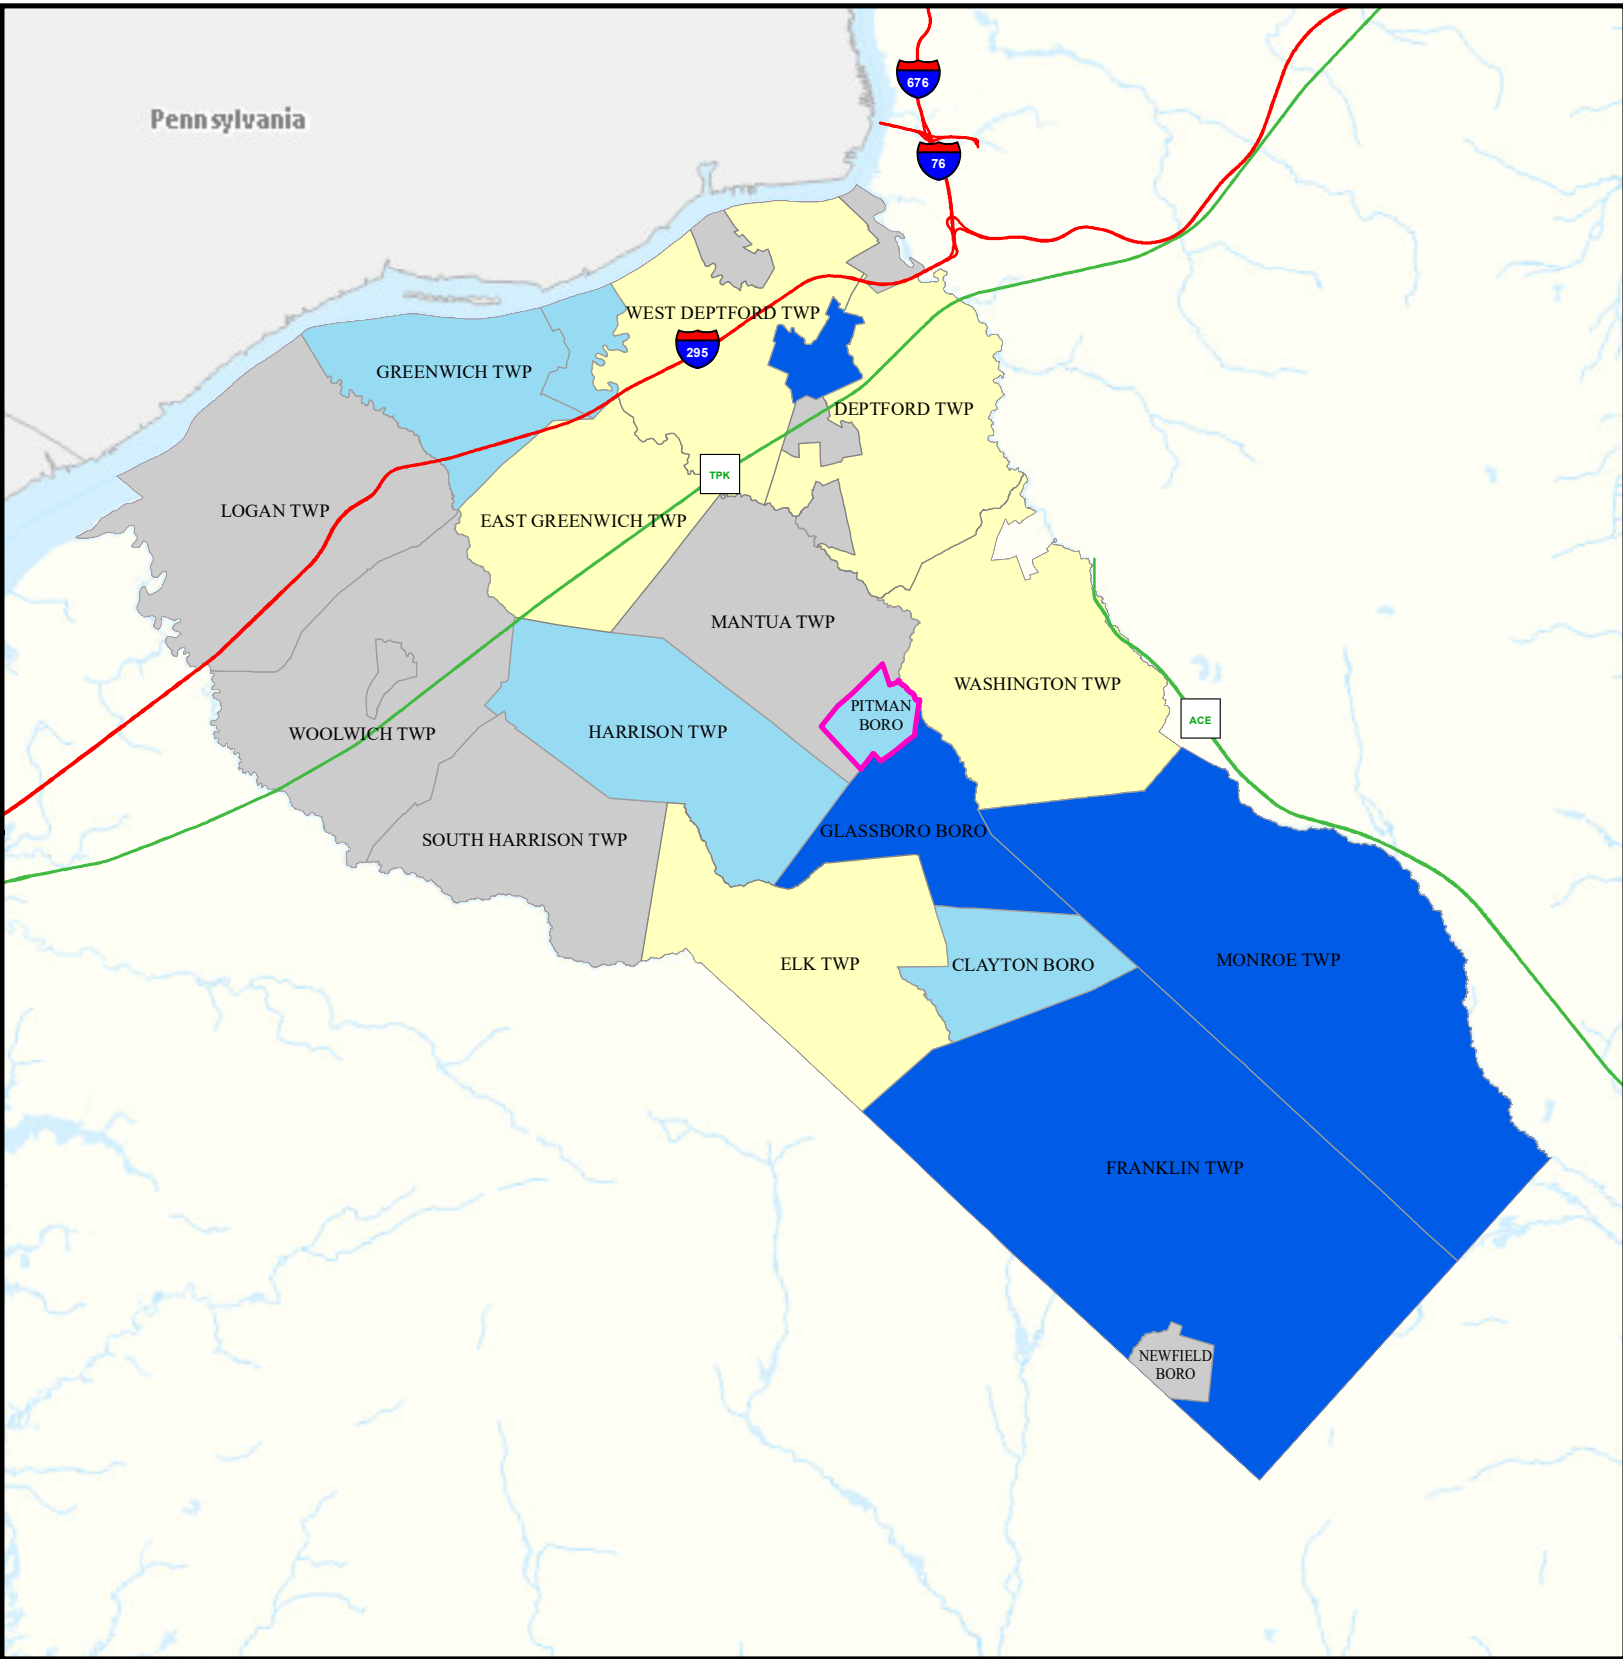 676
Pennsylvania
76
WEST DEPTFORD TWP
295
GREENWICH TWP
DEPTFORD TWP
TPK
LOGAN TWP
EAST GREENWICH TWP
MANTUA TWP
WASHINGTON TWP
PITMAN
BORO
ACE
HARRISON TWP
WOOLWICH TWP
GLASSBORO BORO
SOUTH HARRISON TWP
ELK TWP
CLAYTON BORO
MONROE TWP
FRANKLIN TWP
NEWFIELD
BORO